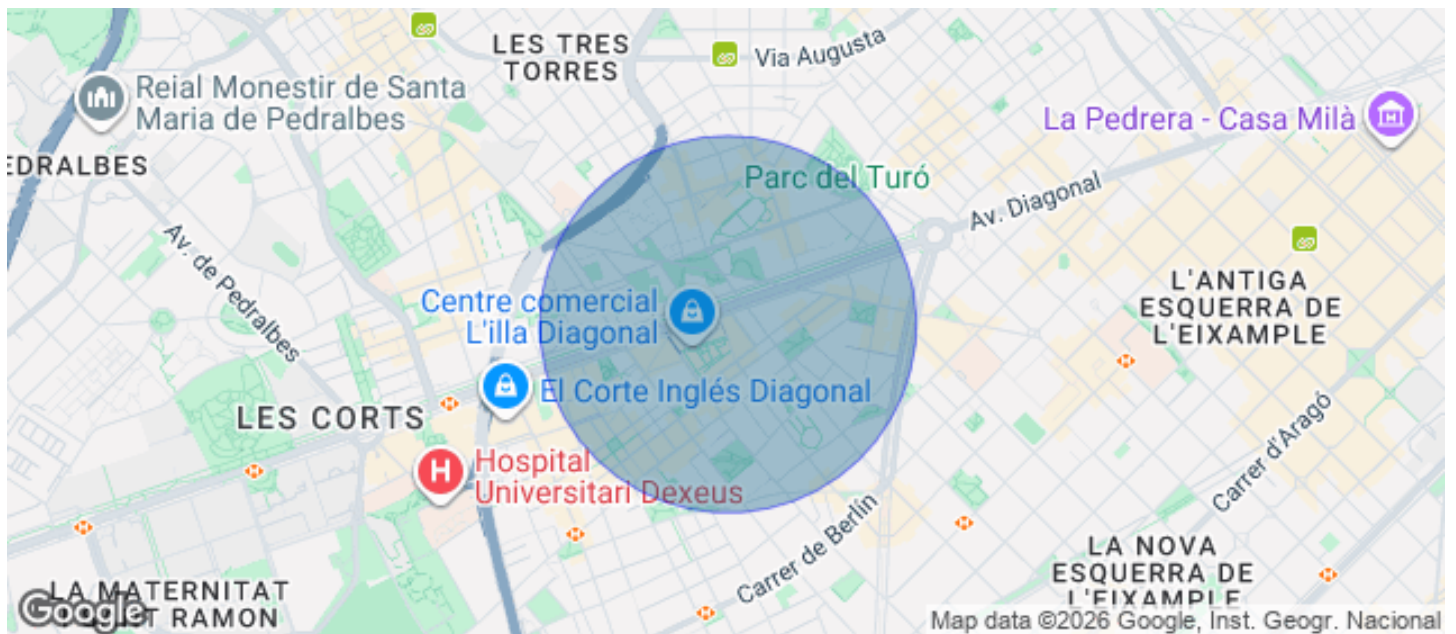 LES TRES
TORRES
Via Augusta
Reial Monestir de Santa
Maria de Pedralbes
La Pedrera - Casa Milà
EDRALBES
Parc del Turó
Av. Diagonal
Av. de Pedralbes
L'ANTIGA
ESQUERRA DE
L'EIXAMPLE
Centre comercial
L'illa Diagonal
El Corte Inglés Diagonal
LES CORTS
Carrer d'Aragó
H
Hospital
Universitari Dexeus
Carrer de Berlín
LA NOVA
ESQUERRA DE
L'EIXAMPLE
LA MATERNITAT
T RAMON
Google
Map data ©2026 Google, Inst. Geogr. Nacional